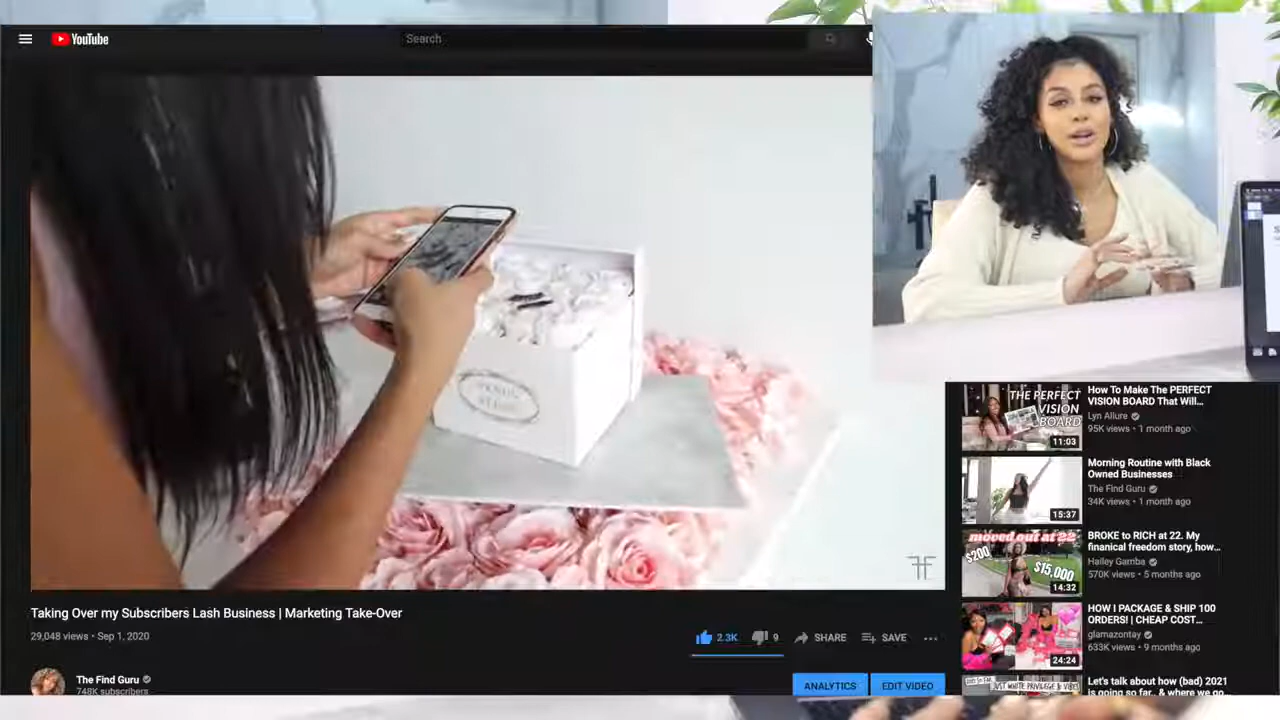 YouTube
Search
Taking Over my Subscribers Lash Business | Marketing Take-Over
29,048 views • Sep 1, 2020
2.3K
9
SHARE
SAVE
The Find Guru
748K subscribers
ANALYTICS
EDIT VIDEO
THE PERFECT
VISION
BOARD
11:03
How To Make The PERFECT
VISION BOARD That Will...
Lyn Allure
95K views • 1 month ago
15:37
Morning Routine with Black
Owned Businesses
The Find Guru
34K views • 1 month ago
moved out at 22
$200
$15,000
14:32
BROKE to RICH at 22. My
finanical freedom story, how...
Hailey Gamba
570K views • 5 months ago
24:24
HOW I PACKAGE & SHIP 100
ORDERS! | CHEAP COST...
glamazontay
633K views • 9 months ago
JUST WHITE PRIVILEGE & VIBES
Let's talk about how (bad) 2021
is going so far.. & where we go...